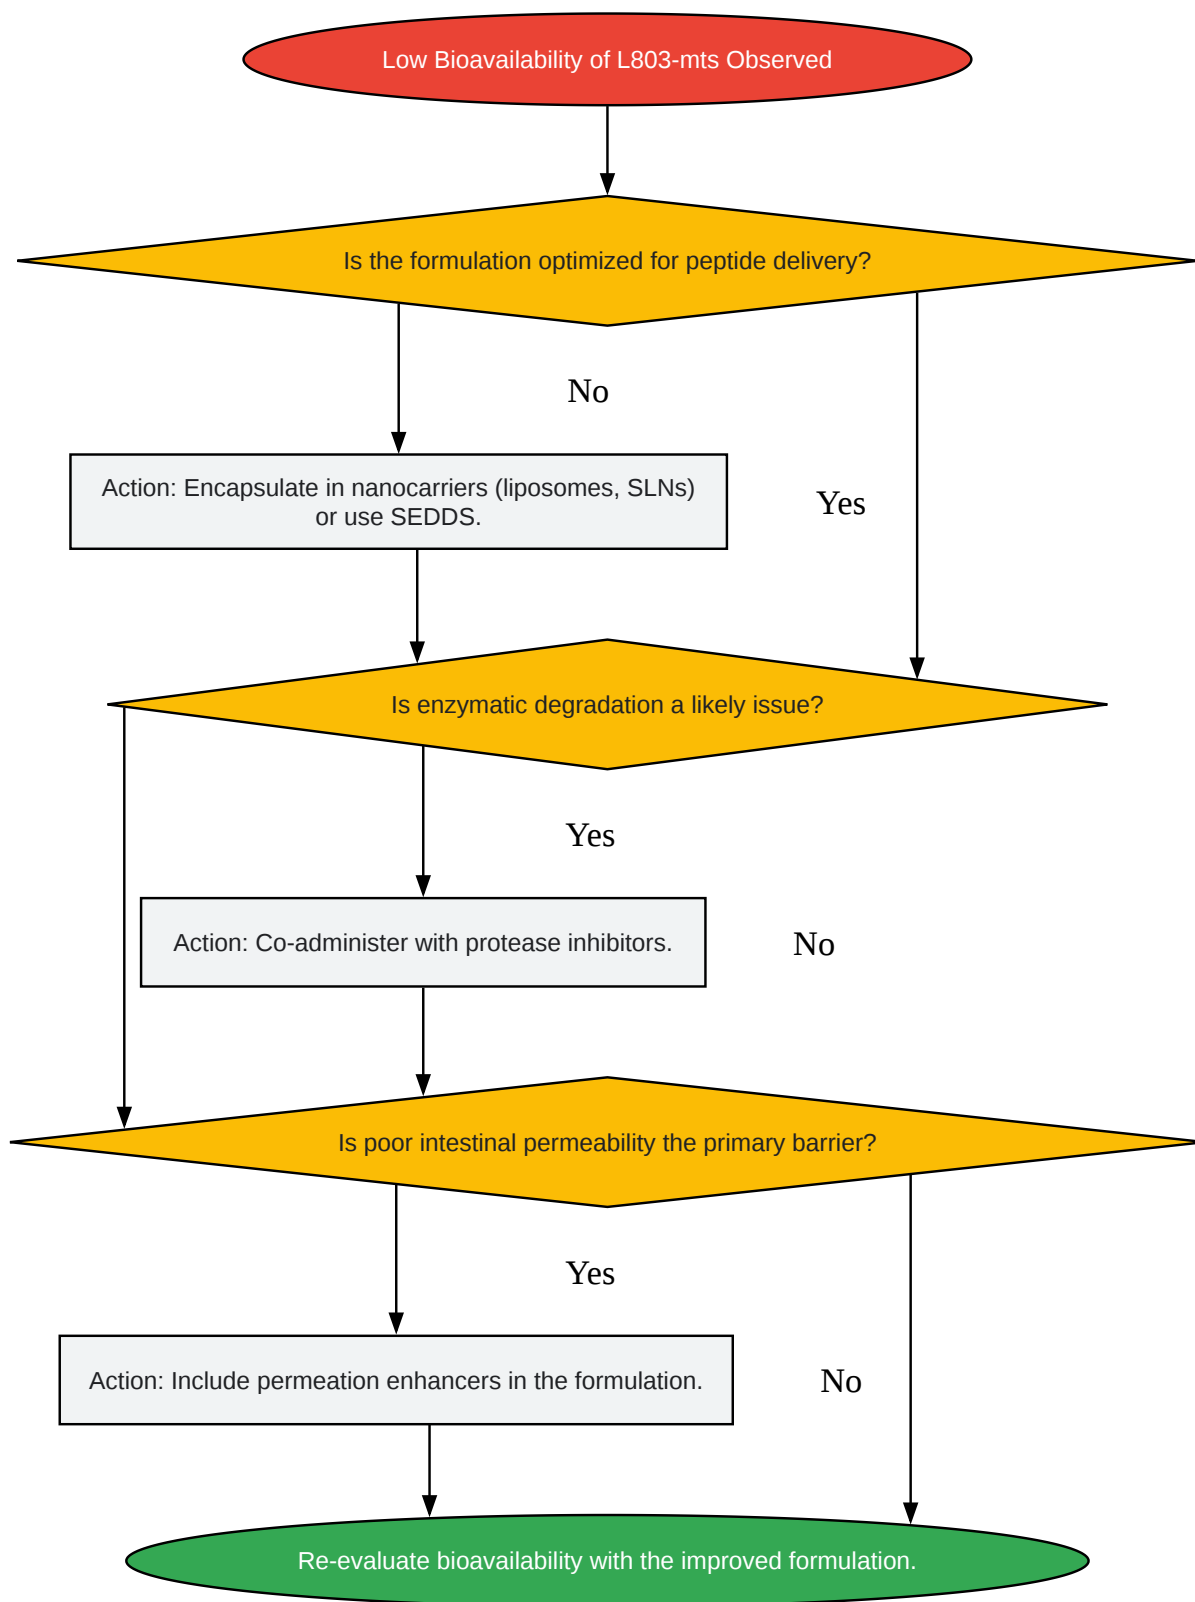 Low Bioavailability of L803-mts Observed
Is the formulation optimized for peptide delivery?
No
Action: Encapsulate in nanocarriers (liposomes, SLNs)
or use SEDDS.
Yes
Is enzymatic degradation a likely issue?
Yes
Action: Co-administer with protease inhibitors.
No
Is poor intestinal permeability the primary barrier?
Yes
Action: Include permeation enhancers in the formulation.
No
Re-evaluate bioavailability with the improved formulation.